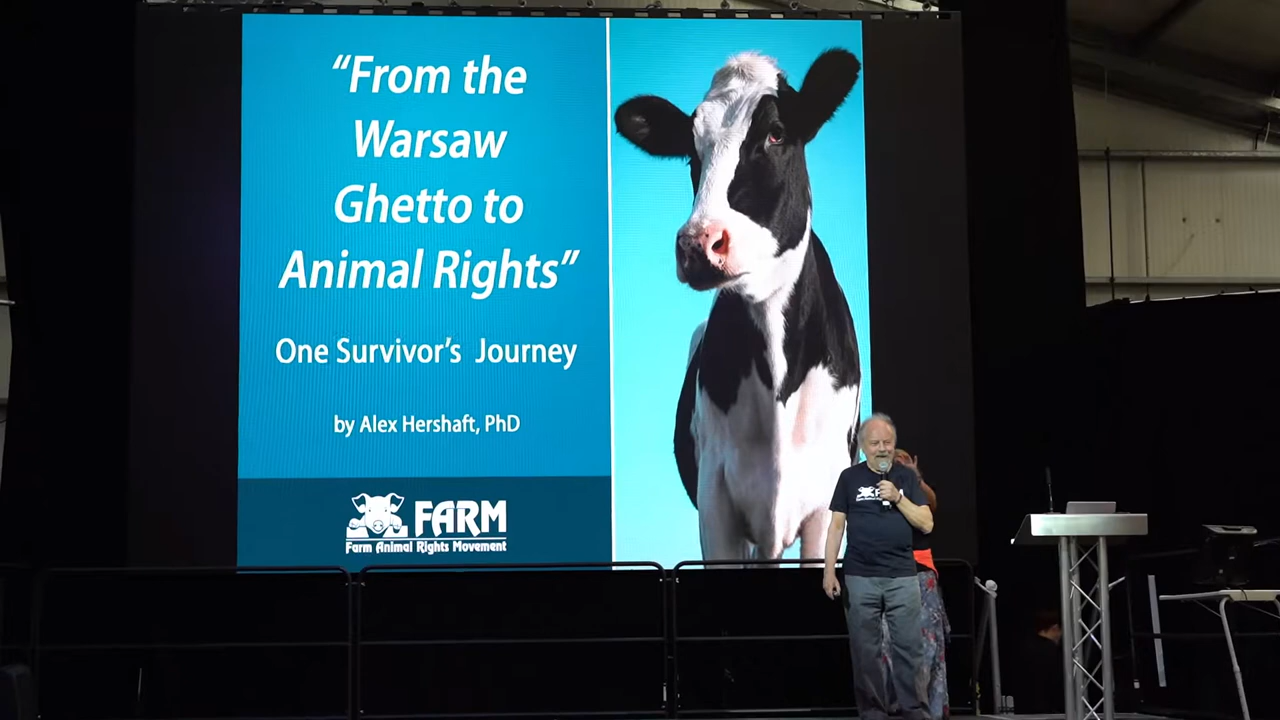 “From the
Warsaw
Ghetto to
Animal Rights”
One Survivor’s Journey
by Alex Hershaft, PhD
FARM
Farm Animal Rights Movement